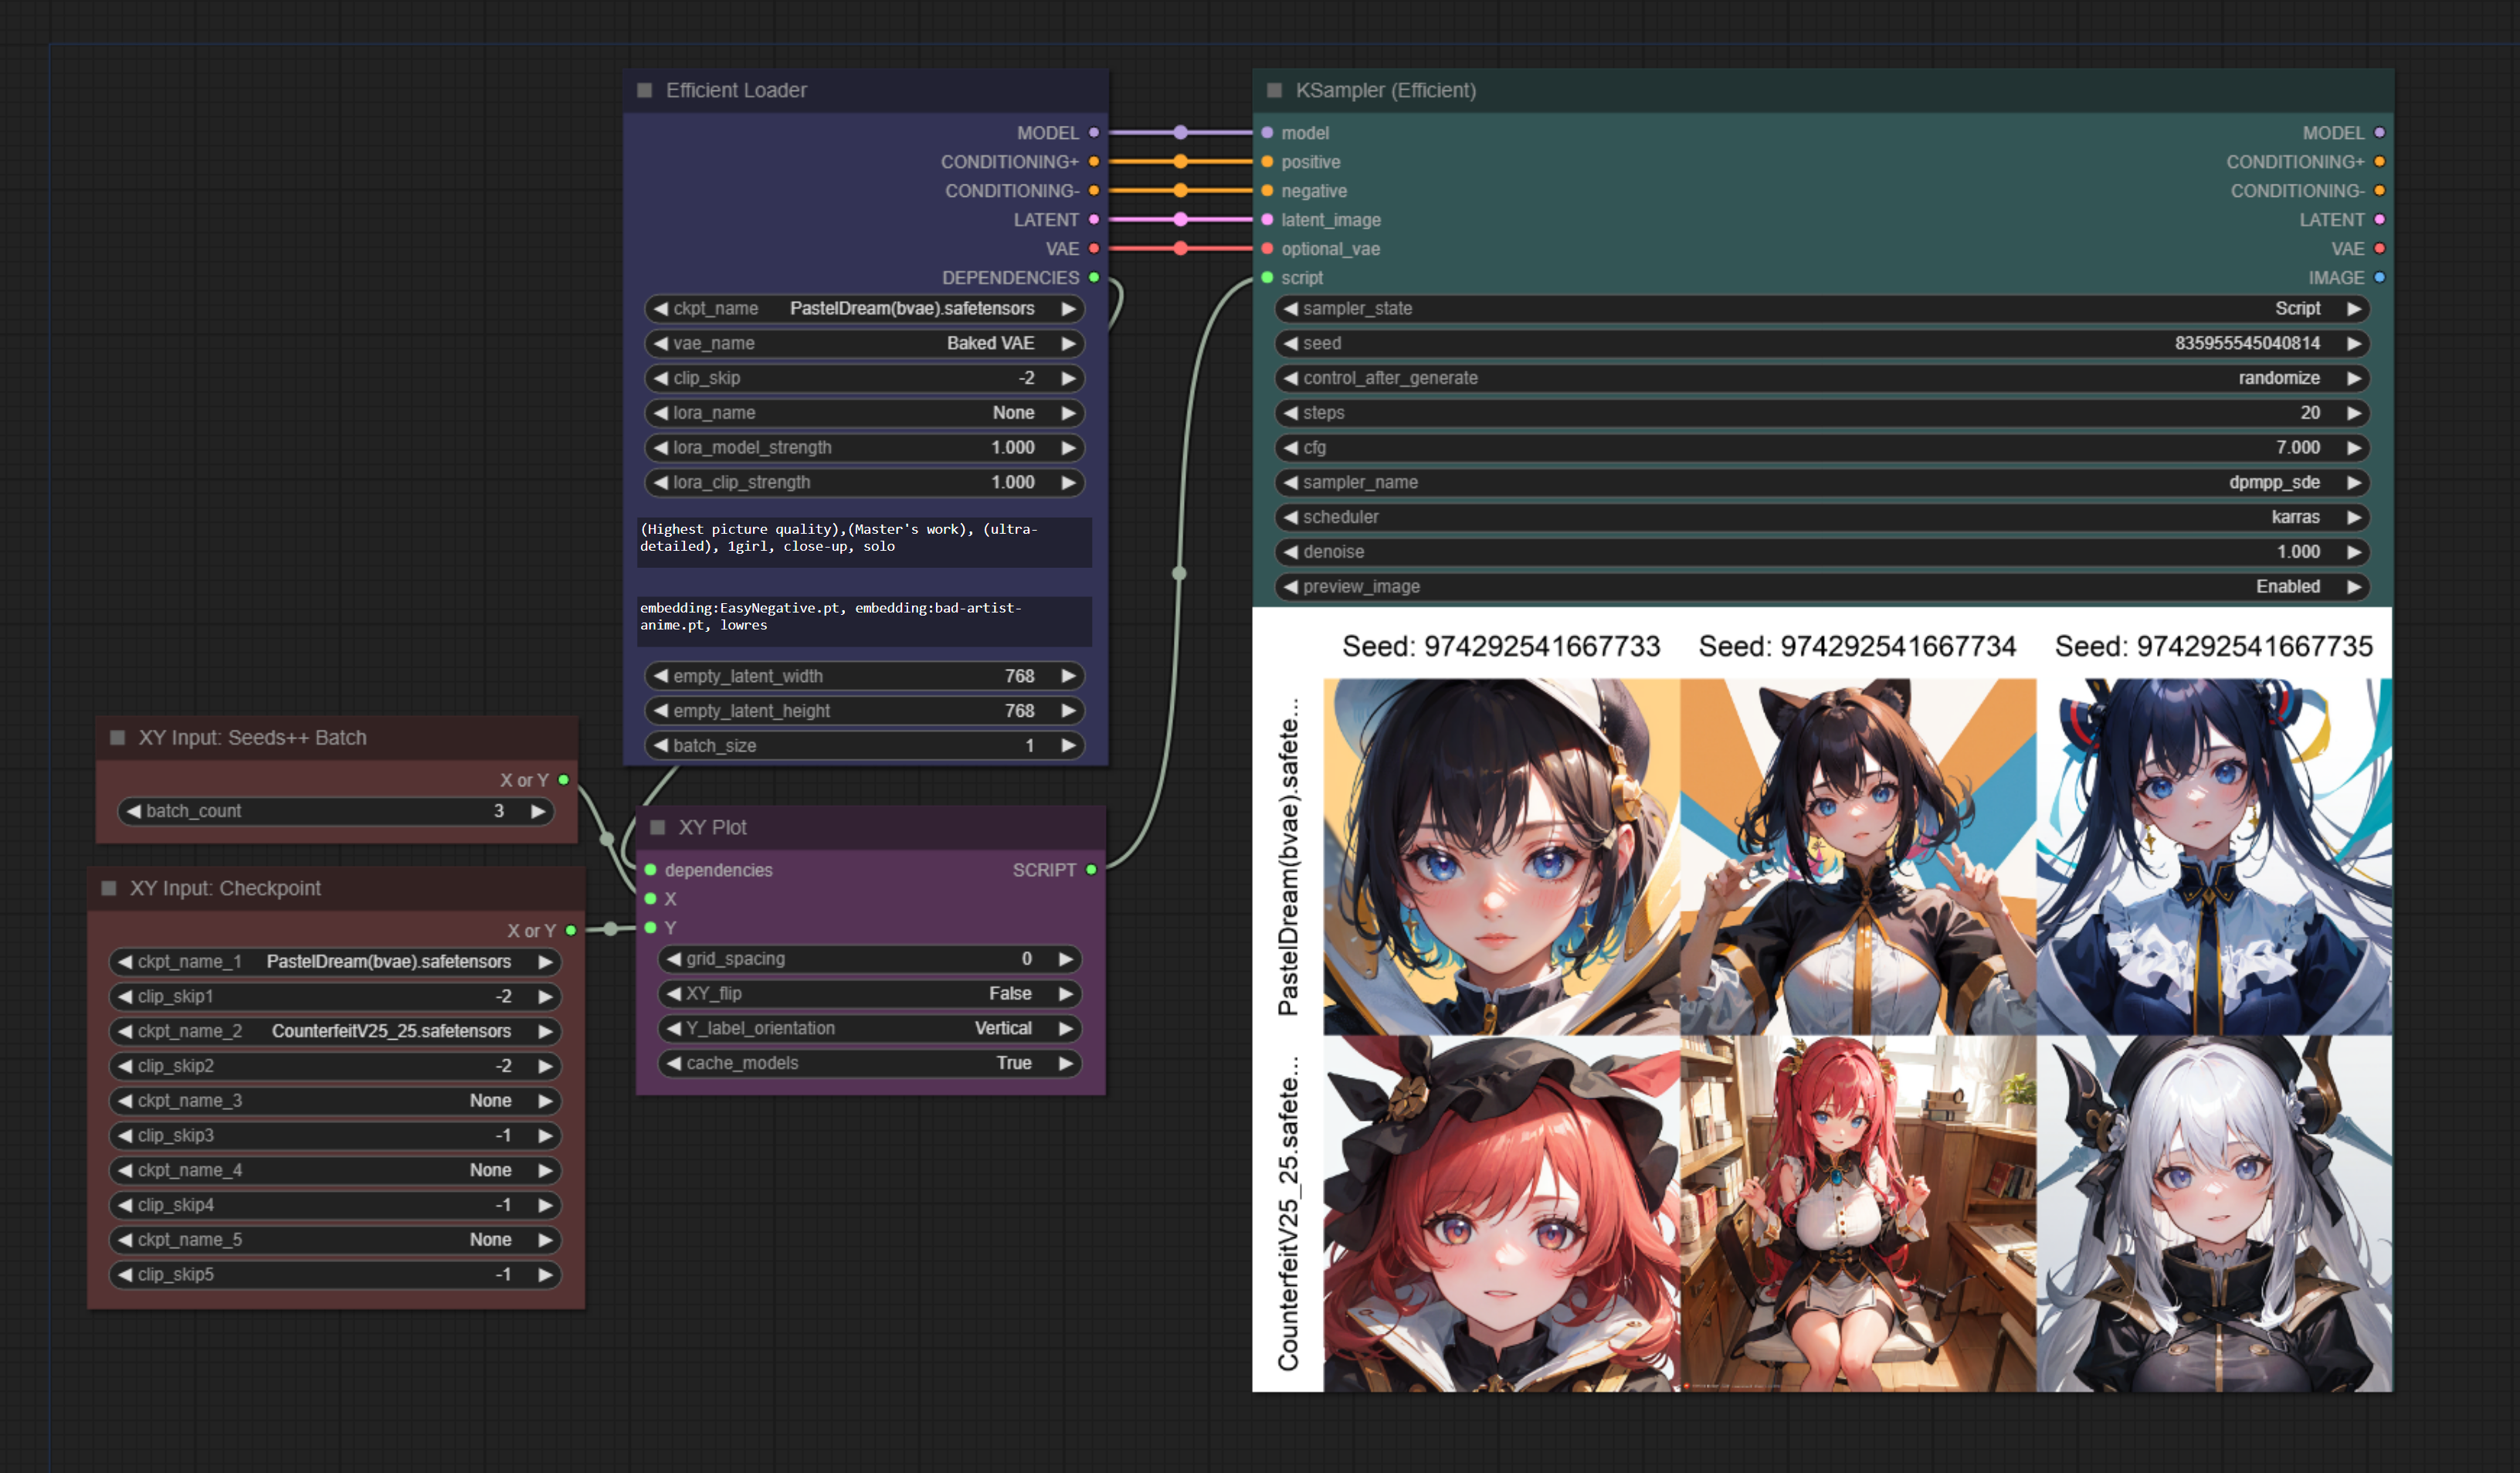 Efficient Loader
MODEL
CONDITIONING+
CONDITIONING-
LATENT
VAE
DEPENDENCIES
ckpt_name PastelDream(bvae).safetensors
vae_name Baked VAE
clip_skip -2
lora_name None
lora_model_strength 1.000
lora_clip_strength 1.000
(Highest picture quality),(Master's work), (ultra-
detailed), 1girl, close-up, solo
embedding:EasyNegative.pt, embedding:bad-artist-
anime.pt, lowres
empty_latent_width 768
empty_latent_height 768
batch_size 1
XY Input: Seeds++ Batch
X or Y
batch_count 3
XY Input: Checkpoint
X or Y
ckpt_name_1 PastelDream(bvae).safetensors
clip_skip1 -2
ckpt_name_2 CounterfeitV25_25.safetensors
clip_skip2 -2
ckpt_name_3 None
clip_skip3 -1
ckpt_name_4 None
clip_skip4 -1
ckpt_name_5 None
clip_skip5 -1
XY Plot
dependencies SCRIPT
X
Y
grid_spacing 0
XY_flip False
Y_label_orientation Vertical
cache_models True
KSampler (Efficient)
model MODEL
positive CONDITIONING+
negative CONDITIONING-
latent_image LATENT
optional_vae VAE
script IMAGE
sampler_state Script
seed 835955545040814
control_after_generate randomize
steps 20
cfg 7.000
sampler_name dpmpp_sde
scheduler karras
denoise 1.000
preview_image Enabled
Seed: 974292541667733 Seed: 974292541667734 Seed: 974292541667735
PastelDream(bvae).safete...
CounterfeitV25_25.safete...